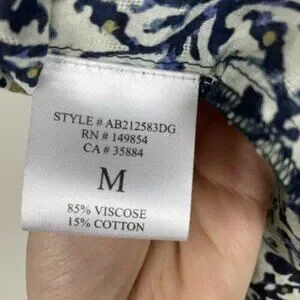 STYLE # AB212583DG
RN # 149854
CA # 35884
M
85% VISCOSE
15% COTTON